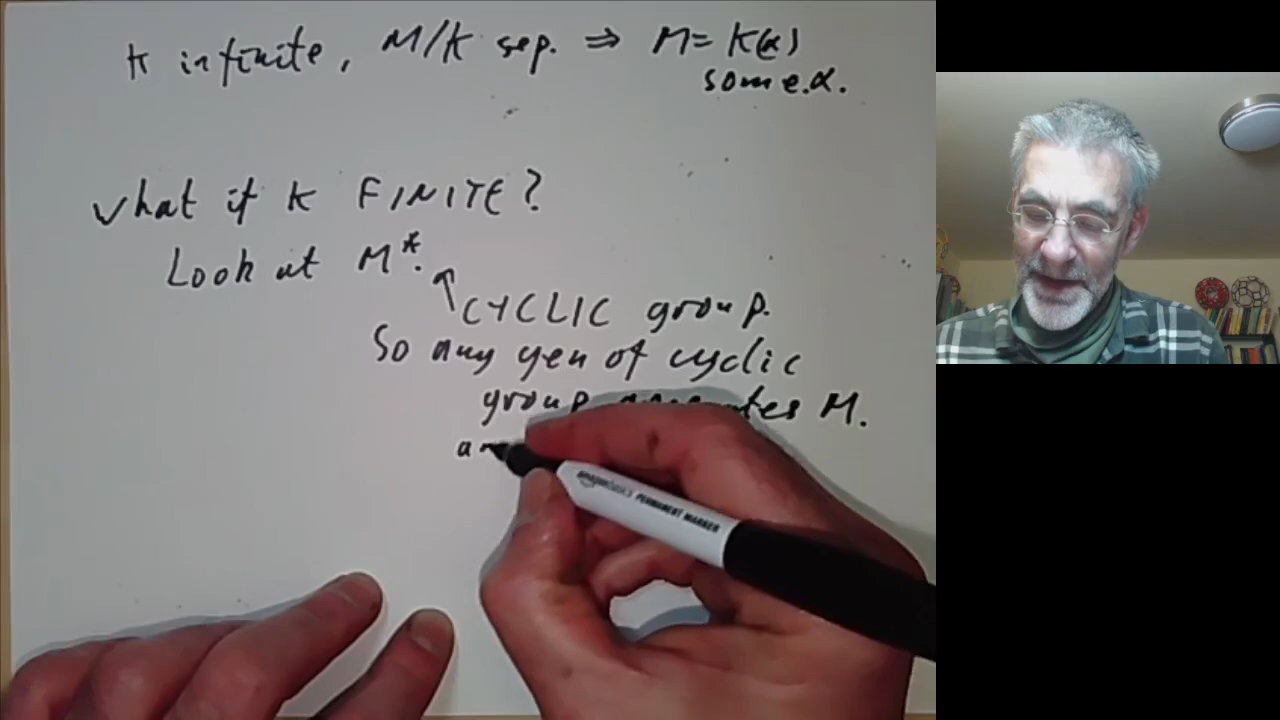 K infinite, M/K sep. ⇒ M = K(α)
some α.
What if K FINITE?
Look at M*.
↑ CYCLIC group.
So any gen of cyclic
group generates M.